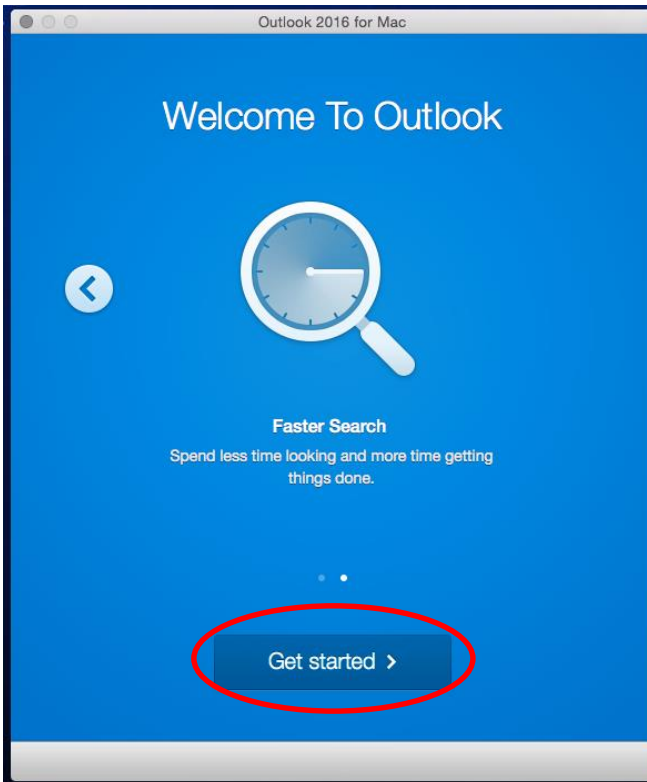 Outlook 2016 for Mac
Welcome To Outlook
Faster Search
Spend less time looking and more time getting
things done.
Get started